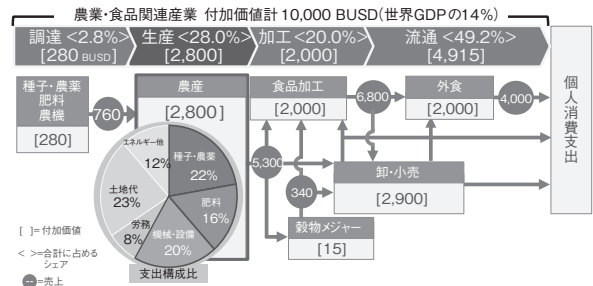 農業・食品関連産業 付加価値計10,000 BUSD(世界GDPの14%)
調達<2.8%> 生産<28.0%> 加工<20.0%> 流通<49.2%>
[280 BUSD] [2,800] [2,000] [4,915]
種子・農薬
肥料
農機
[280]
760
農産
[2,800]
食品加工
[2,000]
6,800
外食
[2,000]
4,000
個人消費支出
エネルギー他
12%
種子・農薬
22%
土地代
23%
肥料
16%
労務
8%
機械・設備
20%
支出構成比
5,300
340
卸・小売
[2,900]
穀物メジャー
[15]
[ ]=付加価値
< >=合計に占める
シェア
--=売上